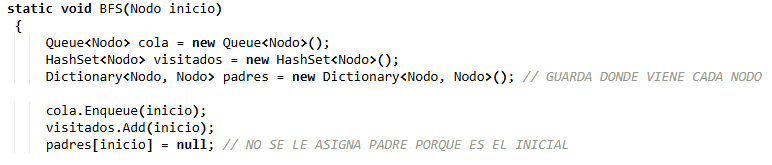 static void BFS(Nodo inicio)
{
Queue<Nodo> cola = new Queue<Nodo>();
HashSet<Nodo> visitados = new HashSet<Nodo>();
Dictionary<Nodo, Nodo> padres = new Dictionary<Nodo, Nodo>(); // GUARDA DONDE VIENE CADA NODO
cola.Enqueue(inicio);
visitados.Add(inicio);
padres[inicio] = null; // NO SE LE ASIGNA PADRE PORQUE ES EL INICIAL